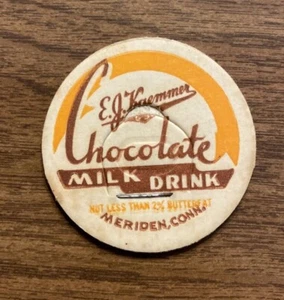 E.J. Kaemmer
Chocolate
MILK DRINK
NOT LESS THAN 2% BUTTERFAT
MERIDEN, CONN.